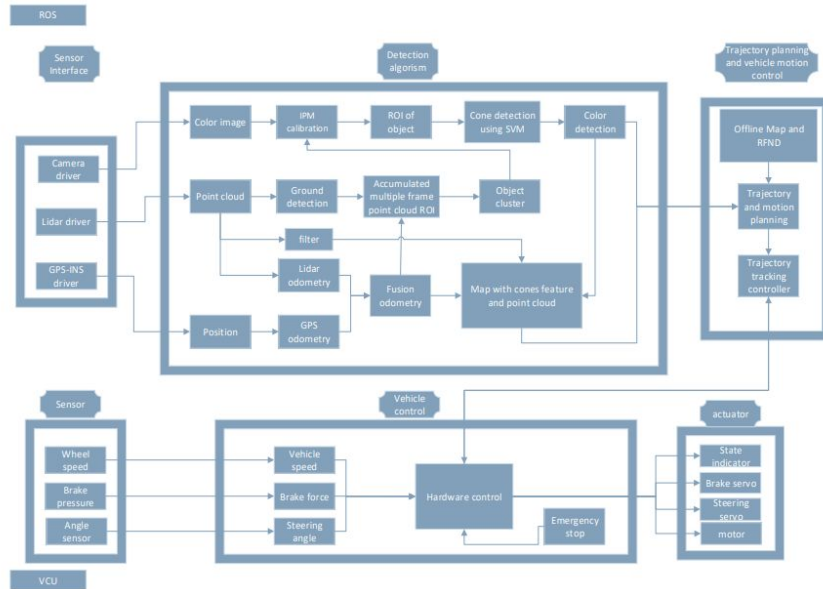 ROS
Sensor
Interface
Detection
algorism
Trajectory planning
and vehicle motion
control
Camera
driver
Lidar driver
GPS-INS
driver
Color image
IPM
calibration
ROI of
object
Cone detection
using SVM
Color
detection
Point cloud
Ground
detection
Accumulated
multiple frame
point cloud ROI
Object
cluster
filter
Lidar
odometry
Fusion
odometry
Map with cones feature
and point cloud
Position
GPS
odometry
Offline Map and
RFND
Trajectory
and motion
planning
Trajectory
tracking
controller
Sensor
Vehicle
control
actuator
Wheel
speed
Brake
pressure
Angle
sensor
Vehicle
speed
Brake force
Steering
angle
Hardware control
Emergency
stop
State
indicator
Brake servo
Steering
servo
motor
VCU